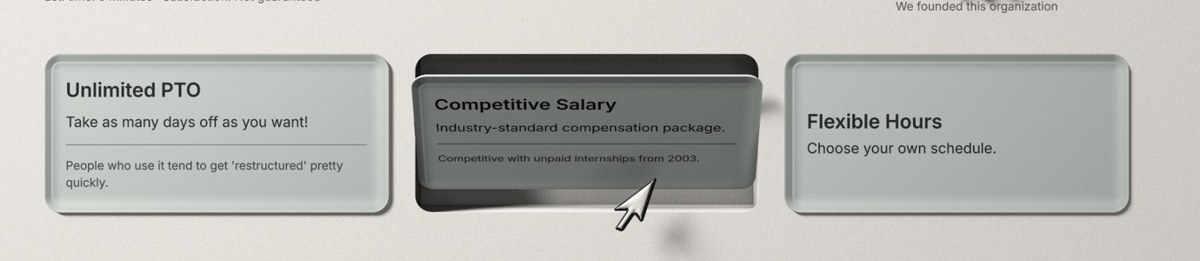 We founded this organization
Unlimited PTO
Take as many days off as you want!
People who use it tend to get 'restructured' pretty
quickly.
Competitive Salary
Industry-standard compensation package.
Competitive with unpaid internships from 2003.
Flexible Hours
Choose your own schedule.